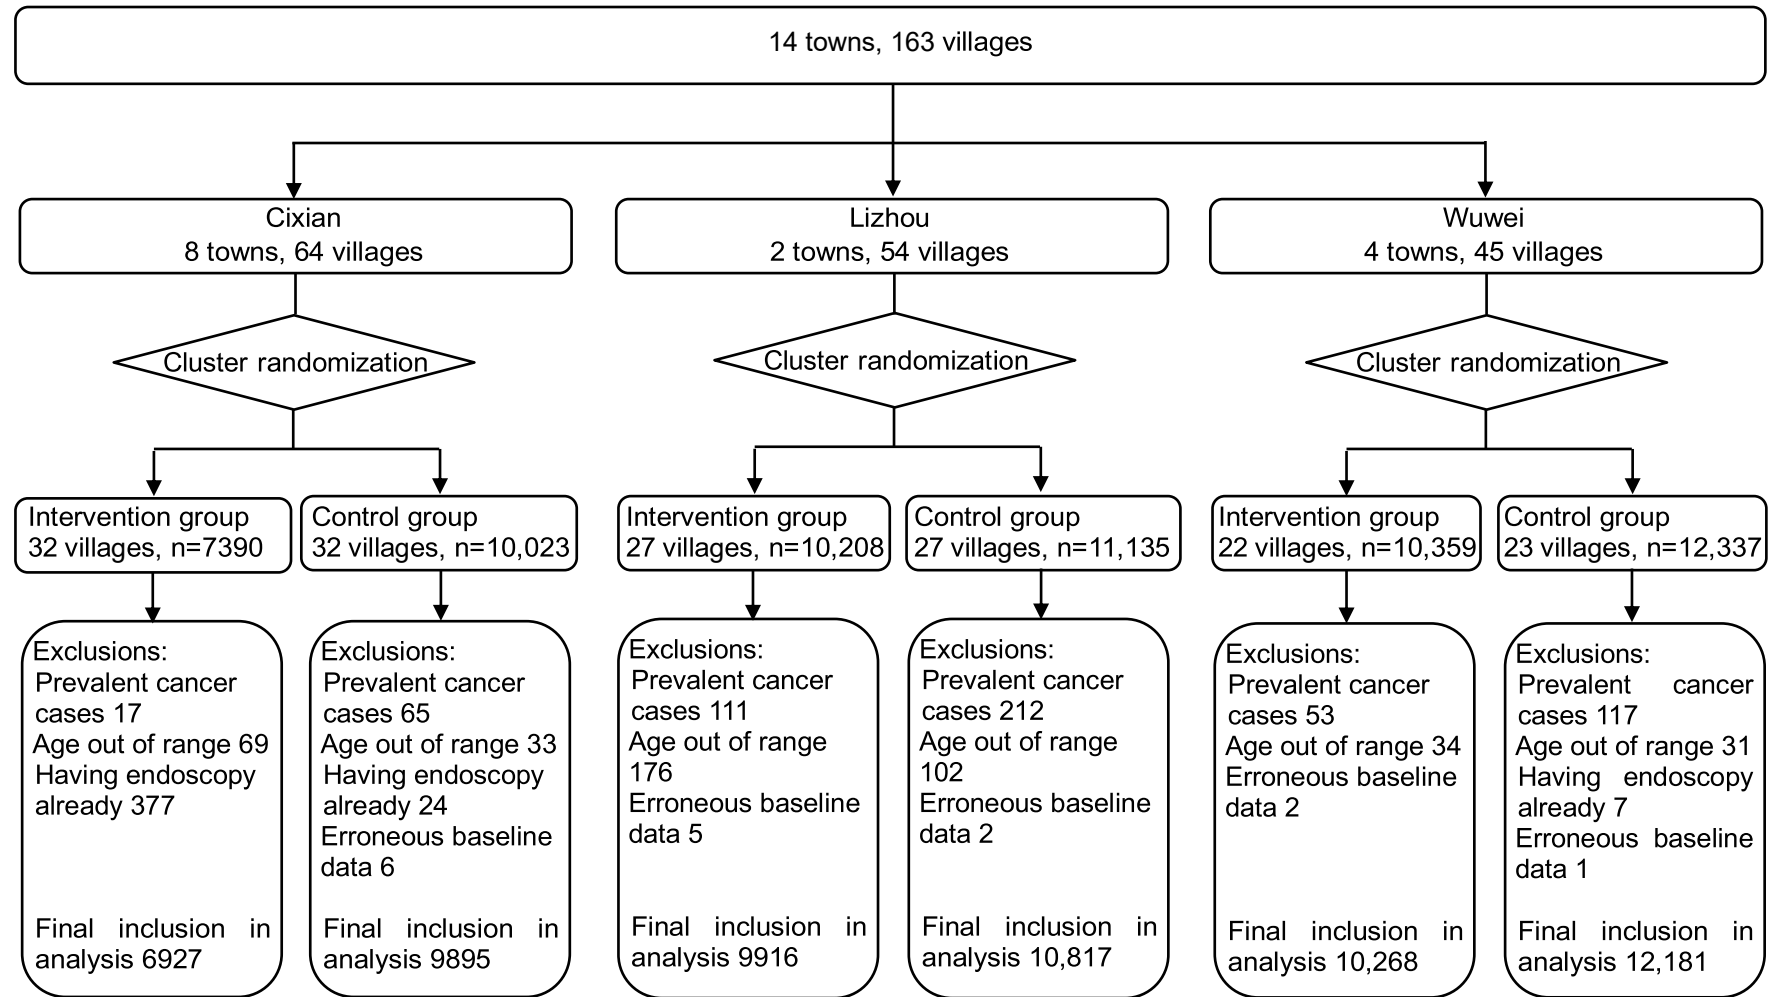 14 towns, 163 villages
Cixian
8 towns, 64 villages
Lizhou
2 towns, 54 villages
Wuwei
4 towns, 45 villages
Cluster randomization
Cluster randomization
Cluster randomization
Intervention group
32 villages, n=7390
Control group
32 villages, n=10,023
Intervention group
27 villages, n=10,208
Control group
27 villages, n=11,135
Intervention group
22 villages, n=10,359
Control group
23 villages, n=12,337
Exclusions:
Prevalent cancer
cases 17
Age out of range 69
Having endoscopy
already 377
Final inclusion in
analysis 6927
Exclusions:
Prevalent cancer
cases 65
Age out of range 33
Having endoscopy
already 24
Erroneous baseline
data 6
Final inclusion in
analysis 9895
Exclusions:
Prevalent cancer
cases 111
Age out of range
176
Erroneous baseline
data 5
Final inclusion in
analysis 9916
Exclusions:
Prevalent cancer
cases 212
Age out of range
102
Erroneous baseline
data 2
Final inclusion in
analysis 10,817
Exclusions:
Prevalent cancer
cases 53
Age out of range 34
Erroneous baseline
data 2
Final inclusion in
analysis 10,268
Exclusions:
Prevalent cancer
cases 117
Age out of range 31
Having endoscopy
already 7
Erroneous baseline
data 1
Final inclusion in
analysis 12,181